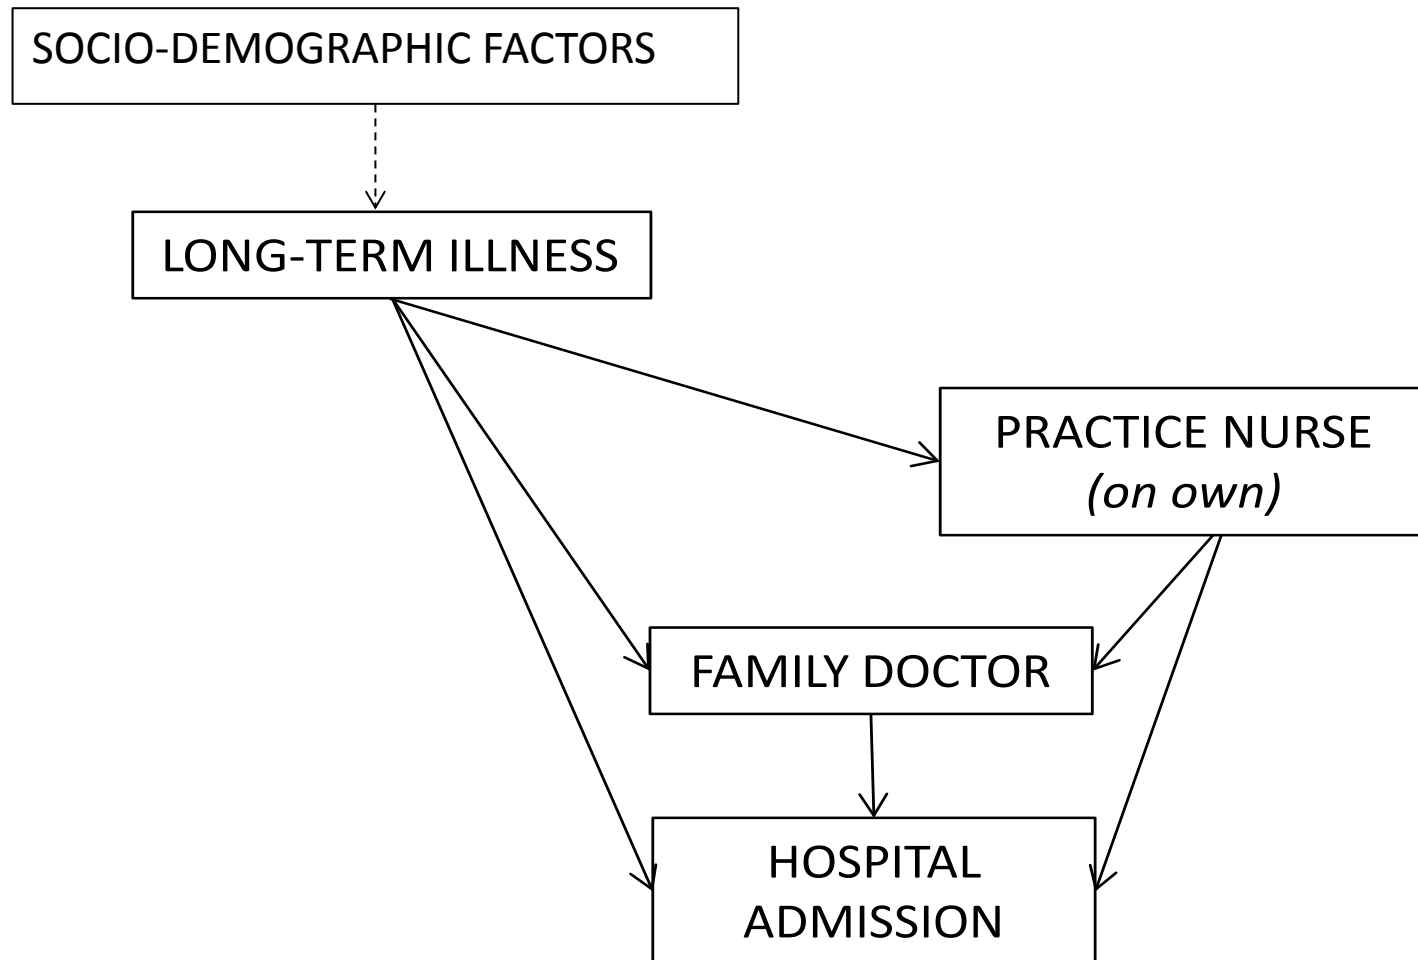 SOCIO-DEMOGRAPHIC FACTORS
LONG-TERM ILLNESS
PRACTICE NURSE
(on own)
FAMILY DOCTOR
HOSPITAL
ADMISSION